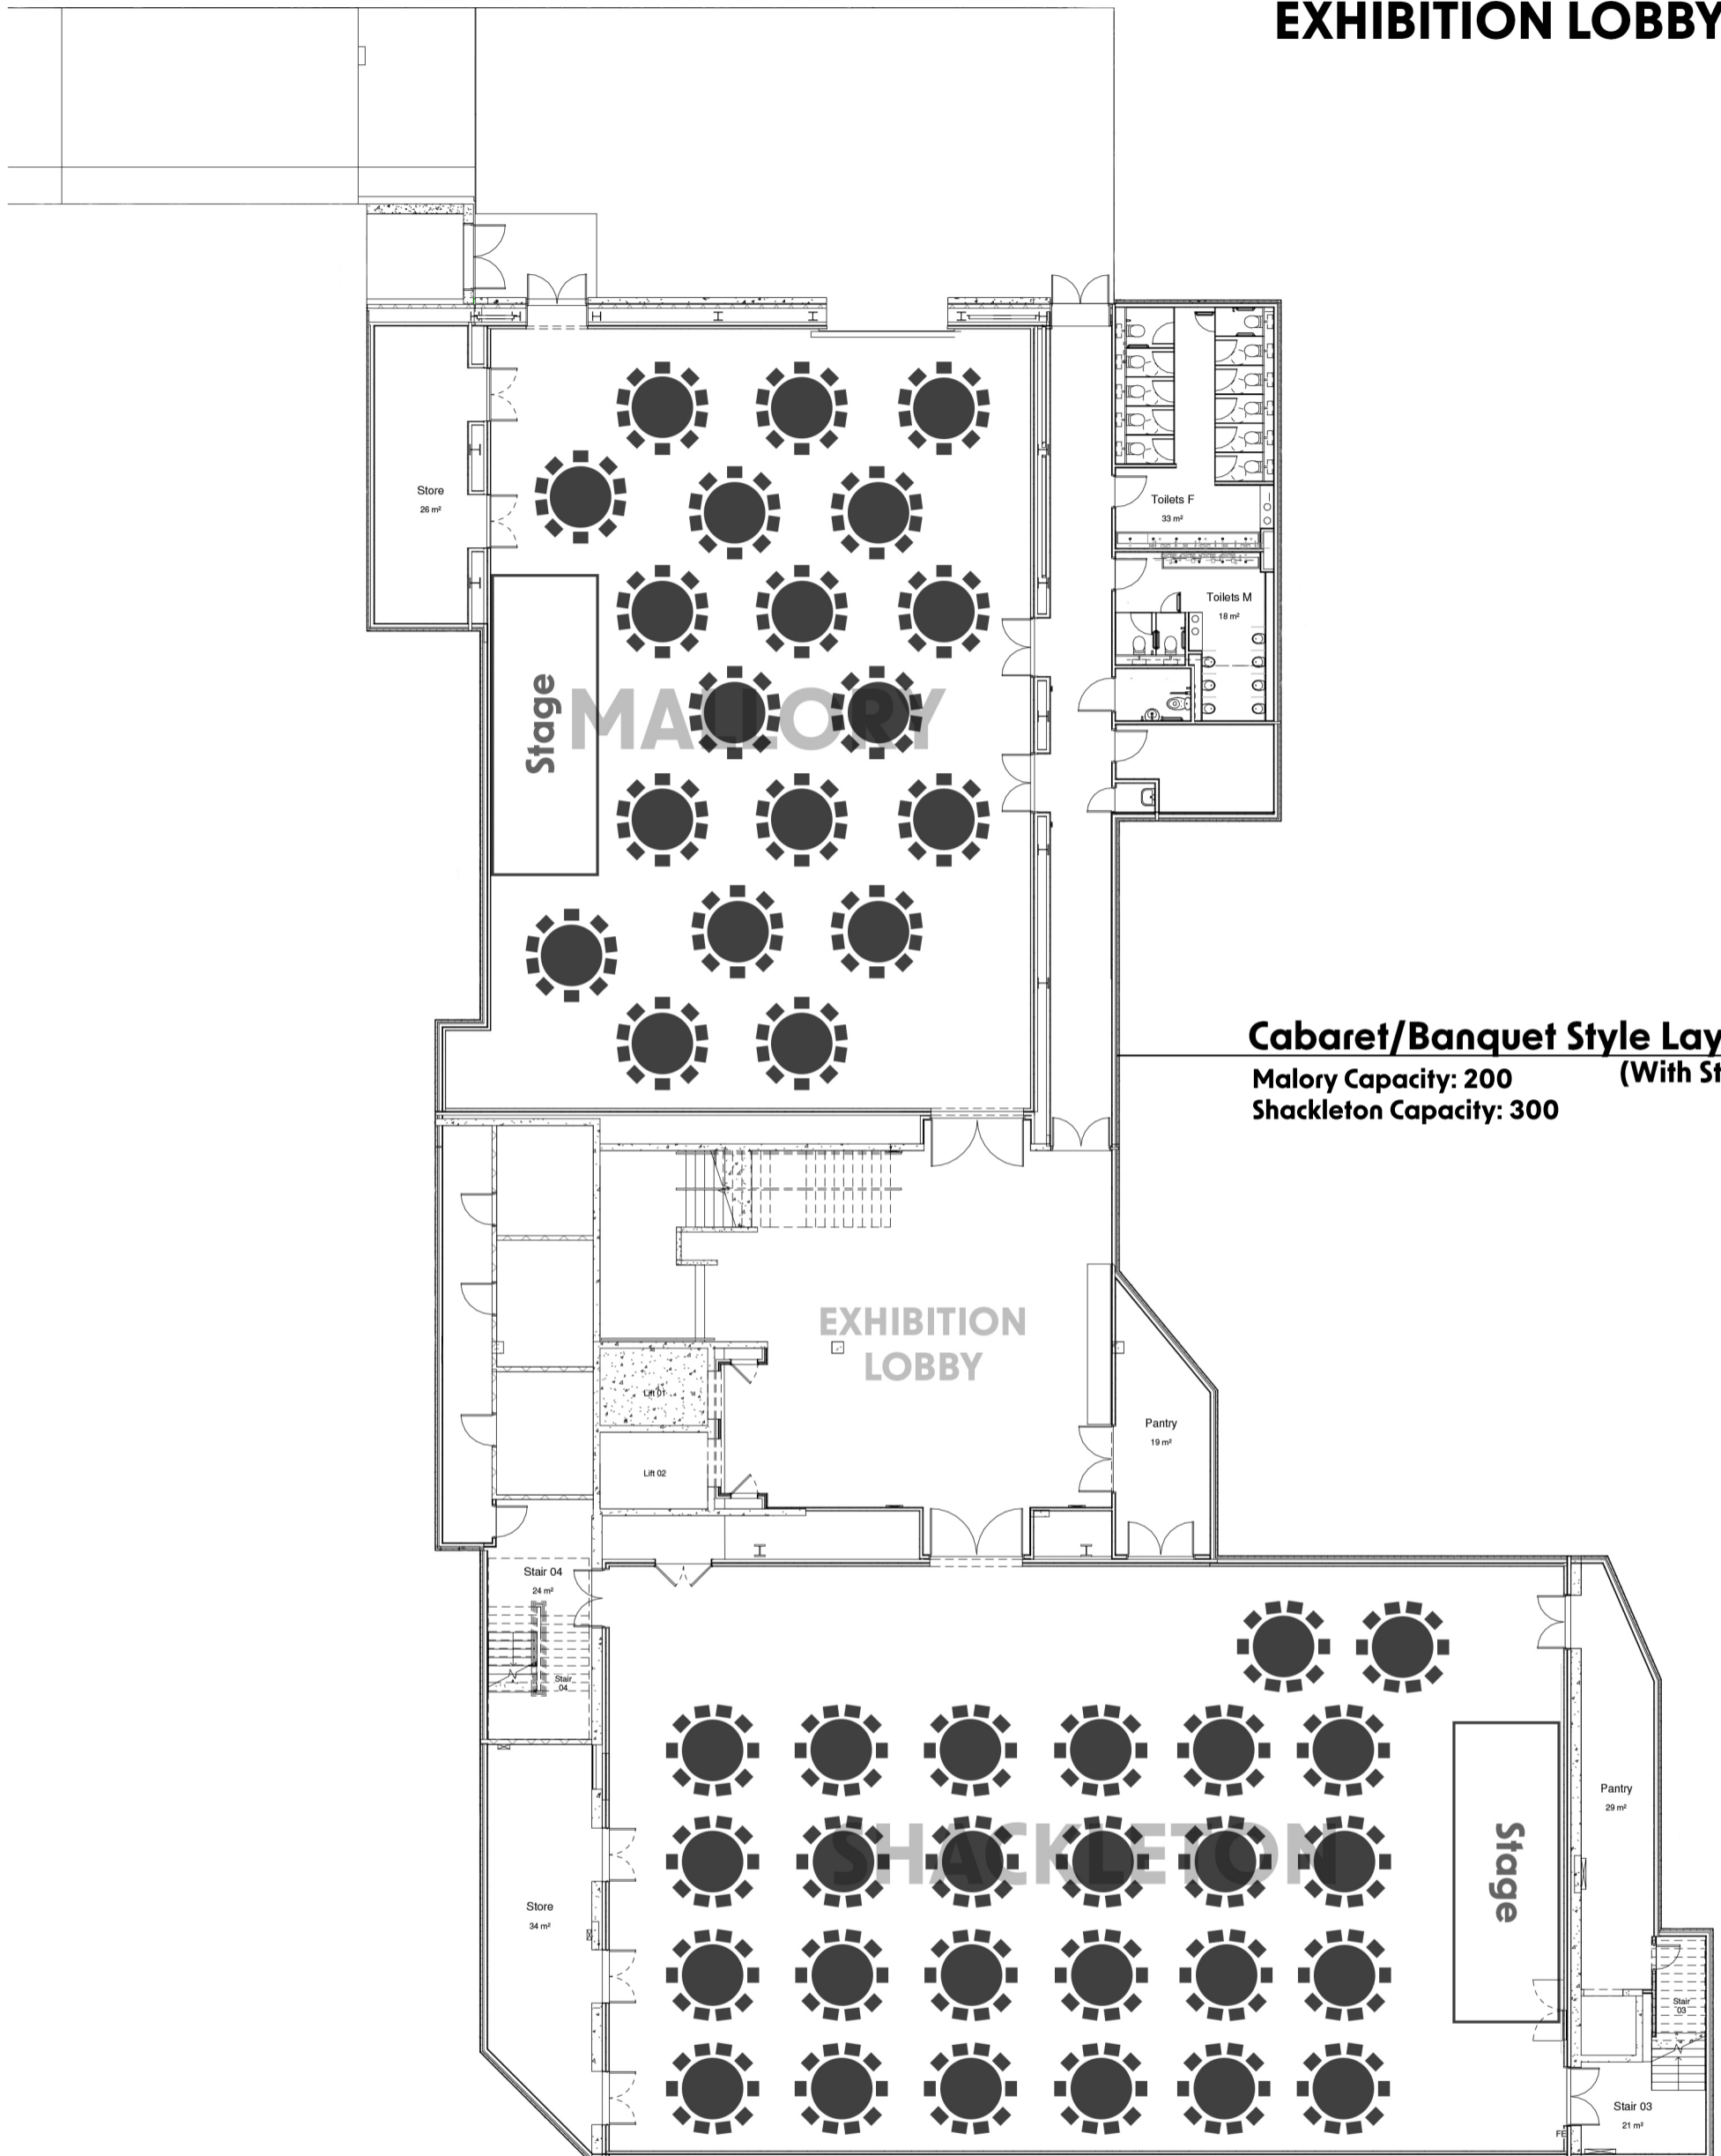 EXHIBITION LOBBY
Store
26 m²
Toilets F
33 m²
Toilets M
18 m²
Stage
MALLORY
Cabaret/Banquet Style Lay
(With St
Malory Capacity: 200
Shackleton Capacity: 300
EXHIBITION
LOBBY
Lift 01
Lift 02
Pantry
19 m²
Stair 04
24 m²
Stair
04
SHACKLETON
Stage
Pantry
29 m²
Store
34 m²
Stair
03
Stair 03
21 m²
FE